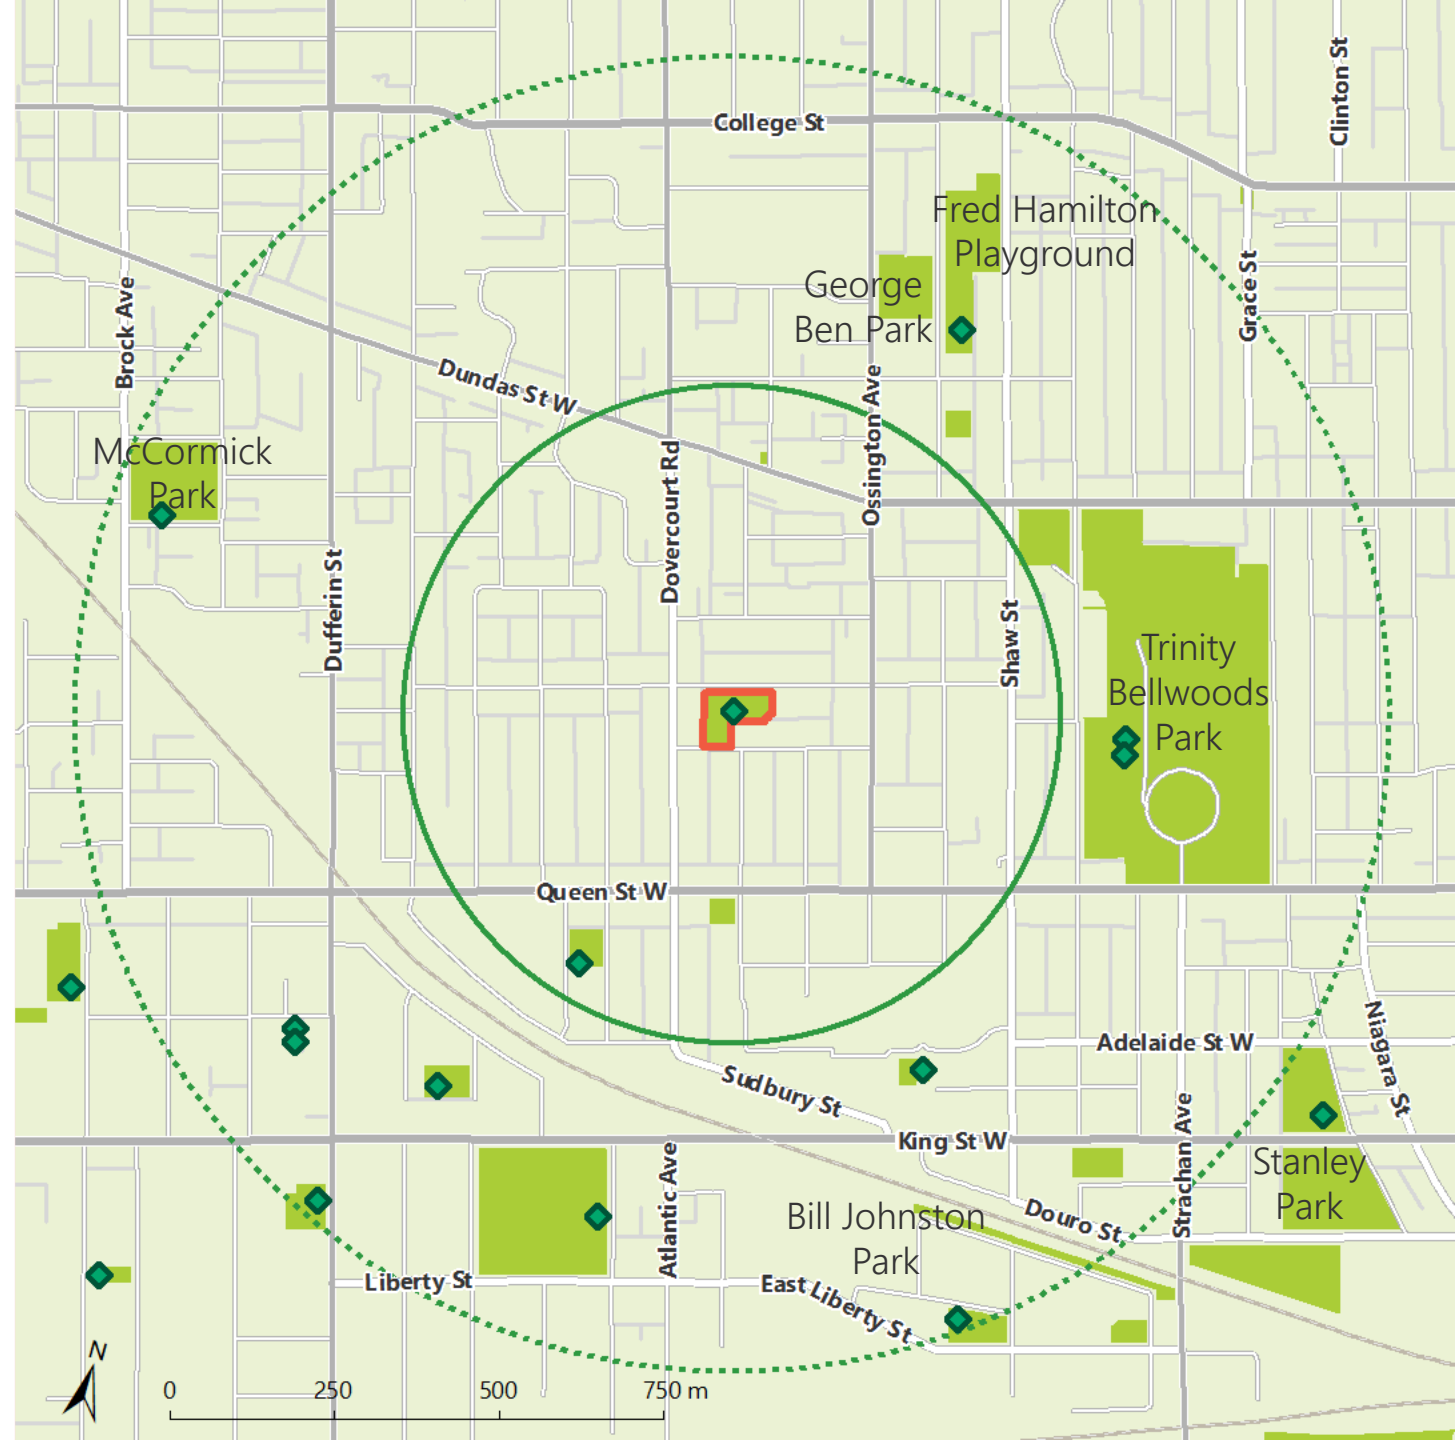 Clinton St
College St
Fred Hamilton
Playground
George
Ben Park
Grace St
Brock Ave
Dundas St W
Ossington Ave
McCormick
Park
Dovercourt Rd
Dufferin St
Shaw St
Trinity
Bellwoods
Park
Queen St W
Niagara St
Adelaide St W
Sudbury St
King St W
Strachan Ave
Stanley
Park
Atlantic Ave
Bill Johnston
Park
Douro St
Liberty St
East Liberty St
N
0 250 500 750 m